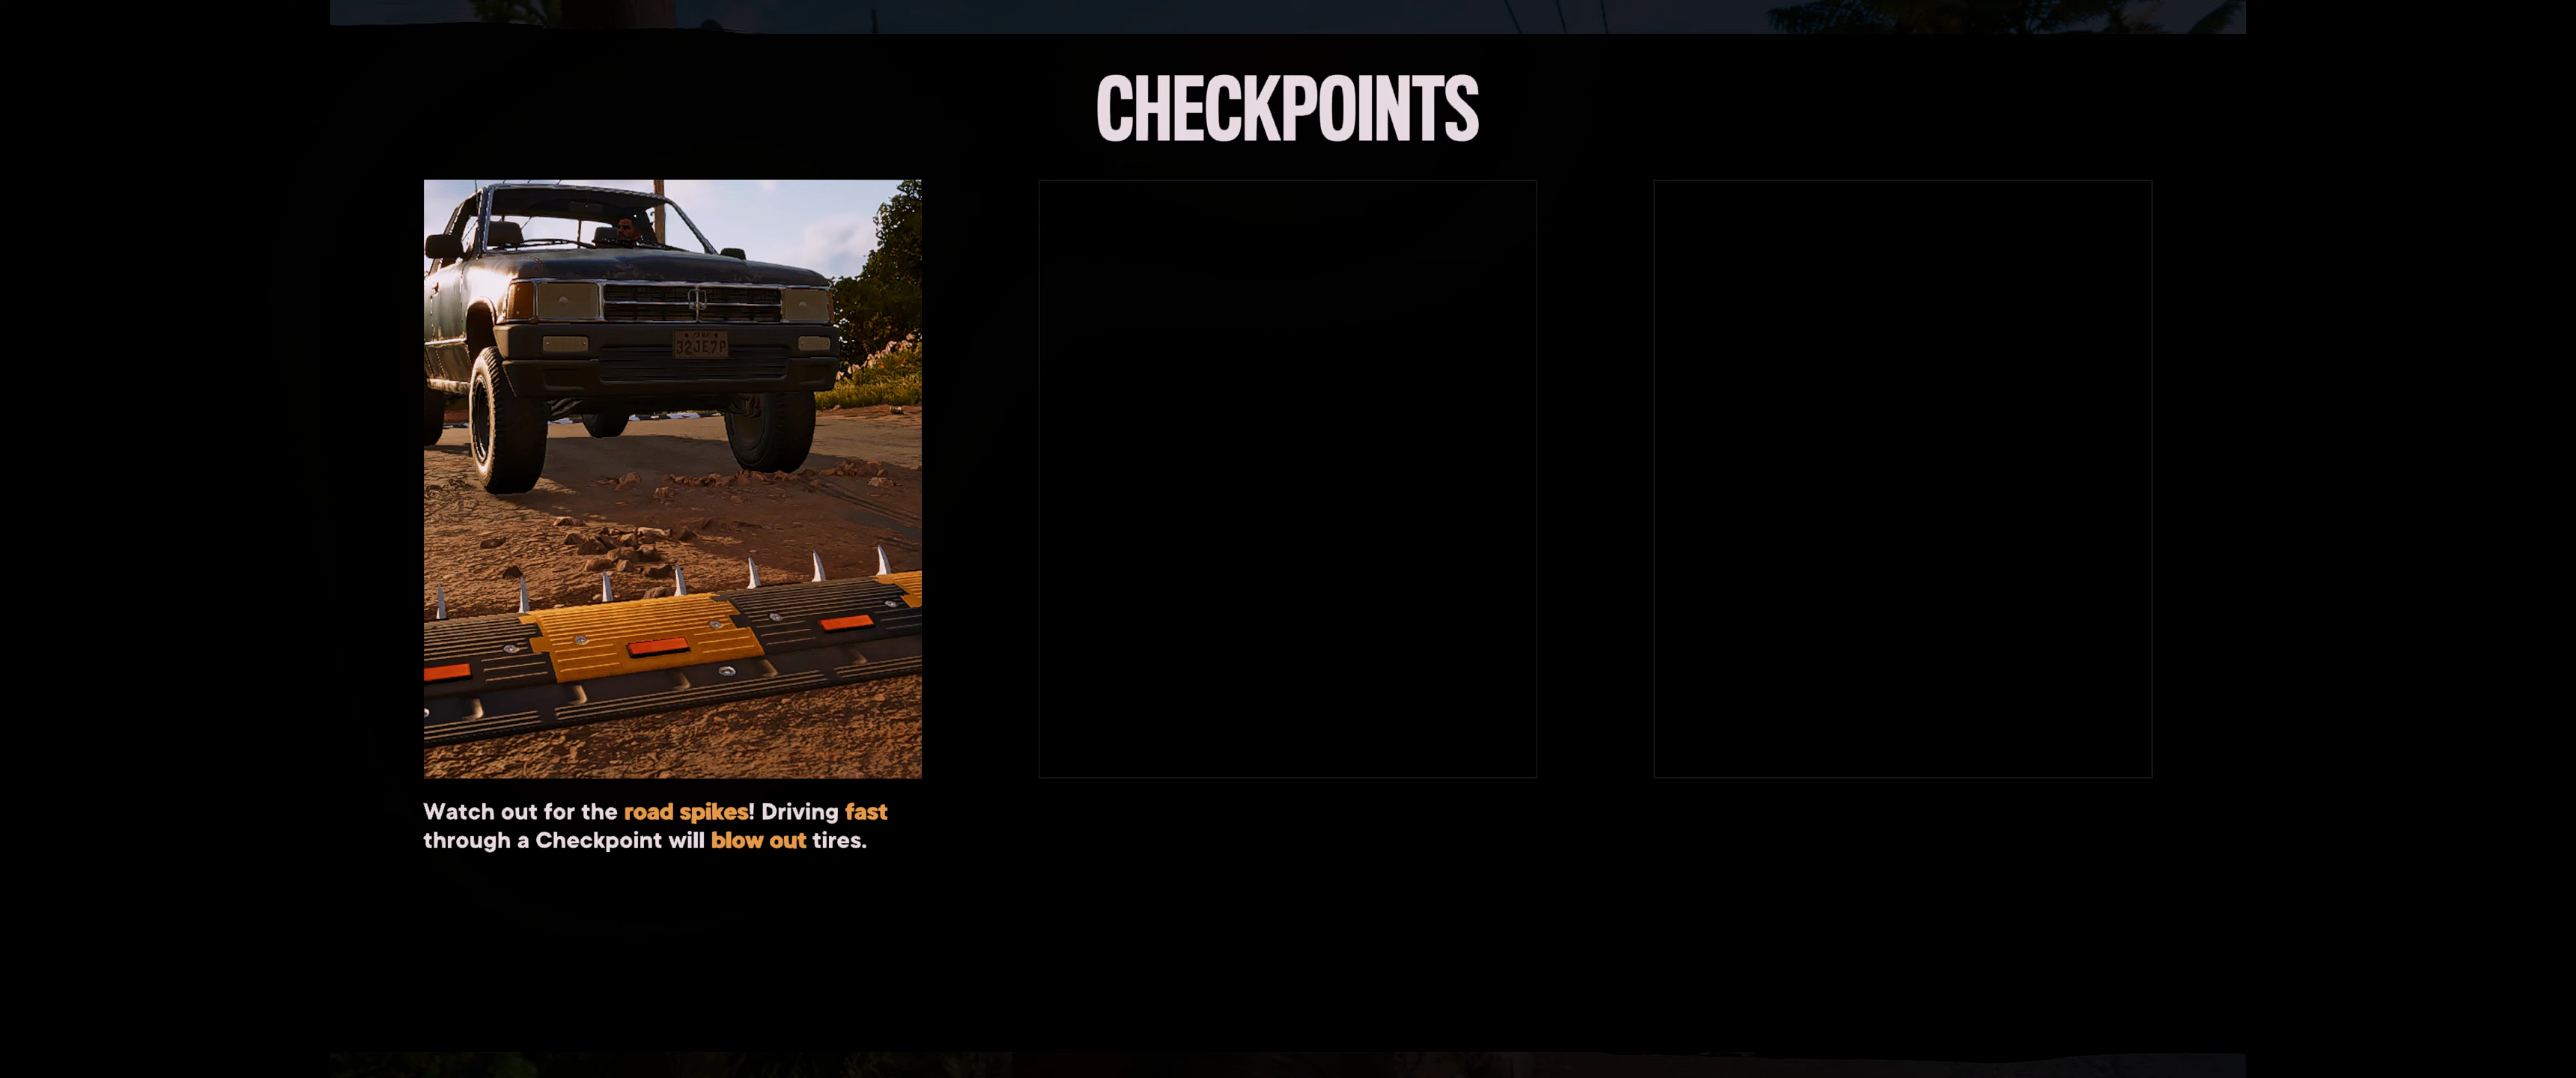 CHECKPOINTS
32JE7P
Watch out for the road spikes! Driving fast
through a Checkpoint will blow out tires.